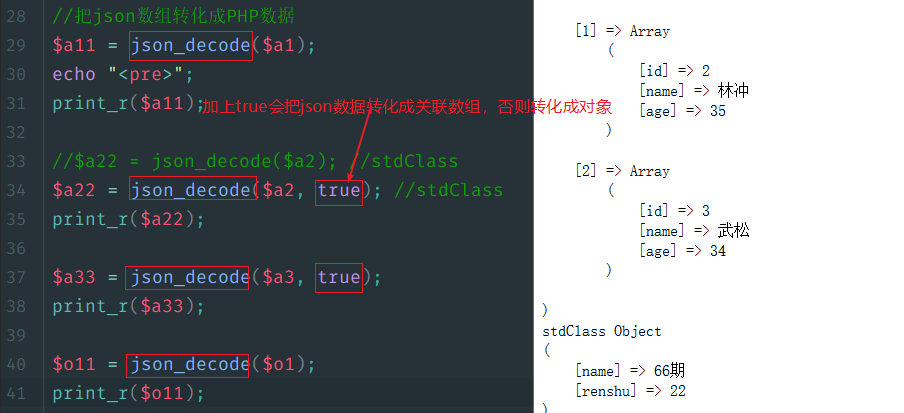 28 //把json数组转化成PHP数据
29 $a11 = json_decode($a1);
30 echo "<pre>";
31 print_r($a11);
加上true会把json数据转化成关联数组，否则转化成对象
32
33 //$a22 = json_decode($a2); //stdClass
34 $a22 = json_decode($a2, true); //stdClass
35 print_r($a22);
36
37 $a33 = json_decode($a3, true);
38 print_r($a33);
39
40 $o11 = json_decode($o1);
41 print_r($o11);
[1] => Array
(
[id] => 2
[name] => 林冲
[age] => 35
)
[2] => Array
(
[id] => 3
[name] => 武松
[age] => 34
)
)
stdClass Object
(
[name] => 66期
[renshu] => 22
)